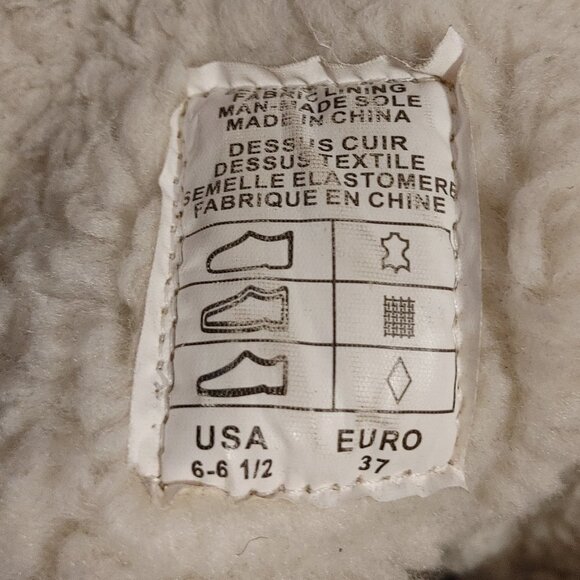 FABRIC LINING
MAN-MADE SOLE
MADE IN CHINA
DESSUS CUIR
DESSUS TEXTILE
SEMELLE ELASTOMERE
FABRIQUE EN CHINE
USA EURO
6-6 1/2 37